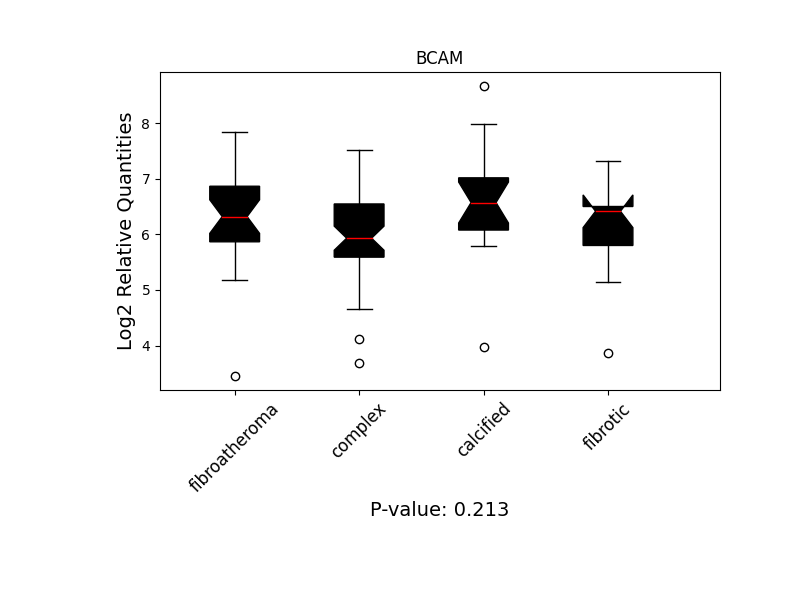 BCAM
Log2 Relative Quantities
8
7
6
5
4
fibroatheroma
complex
calcified
fibrotic
P-value: 0.213